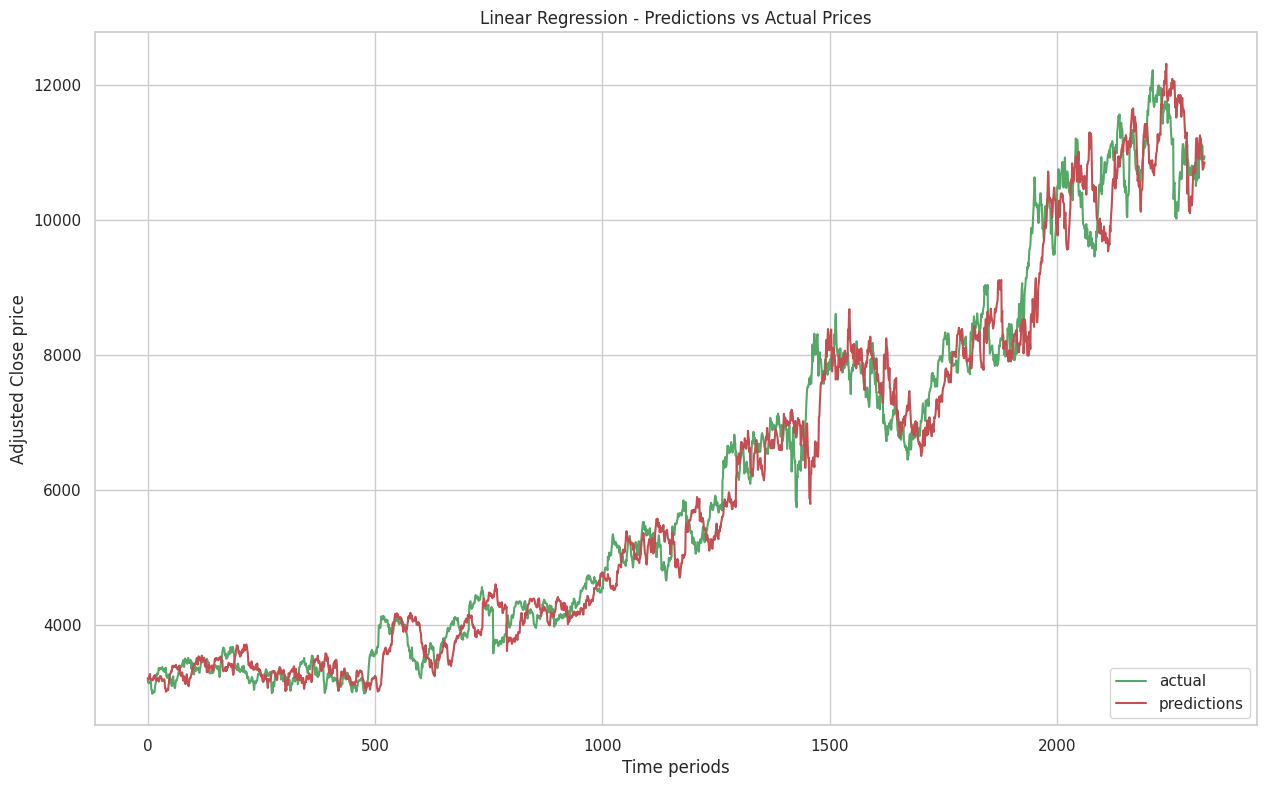 Linear Regression - Predictions vs Actual Prices
12000
10000
8000
6000
4000
Adjusted Close price
0 500 1000 1500 2000
Time periods
actual
predictions